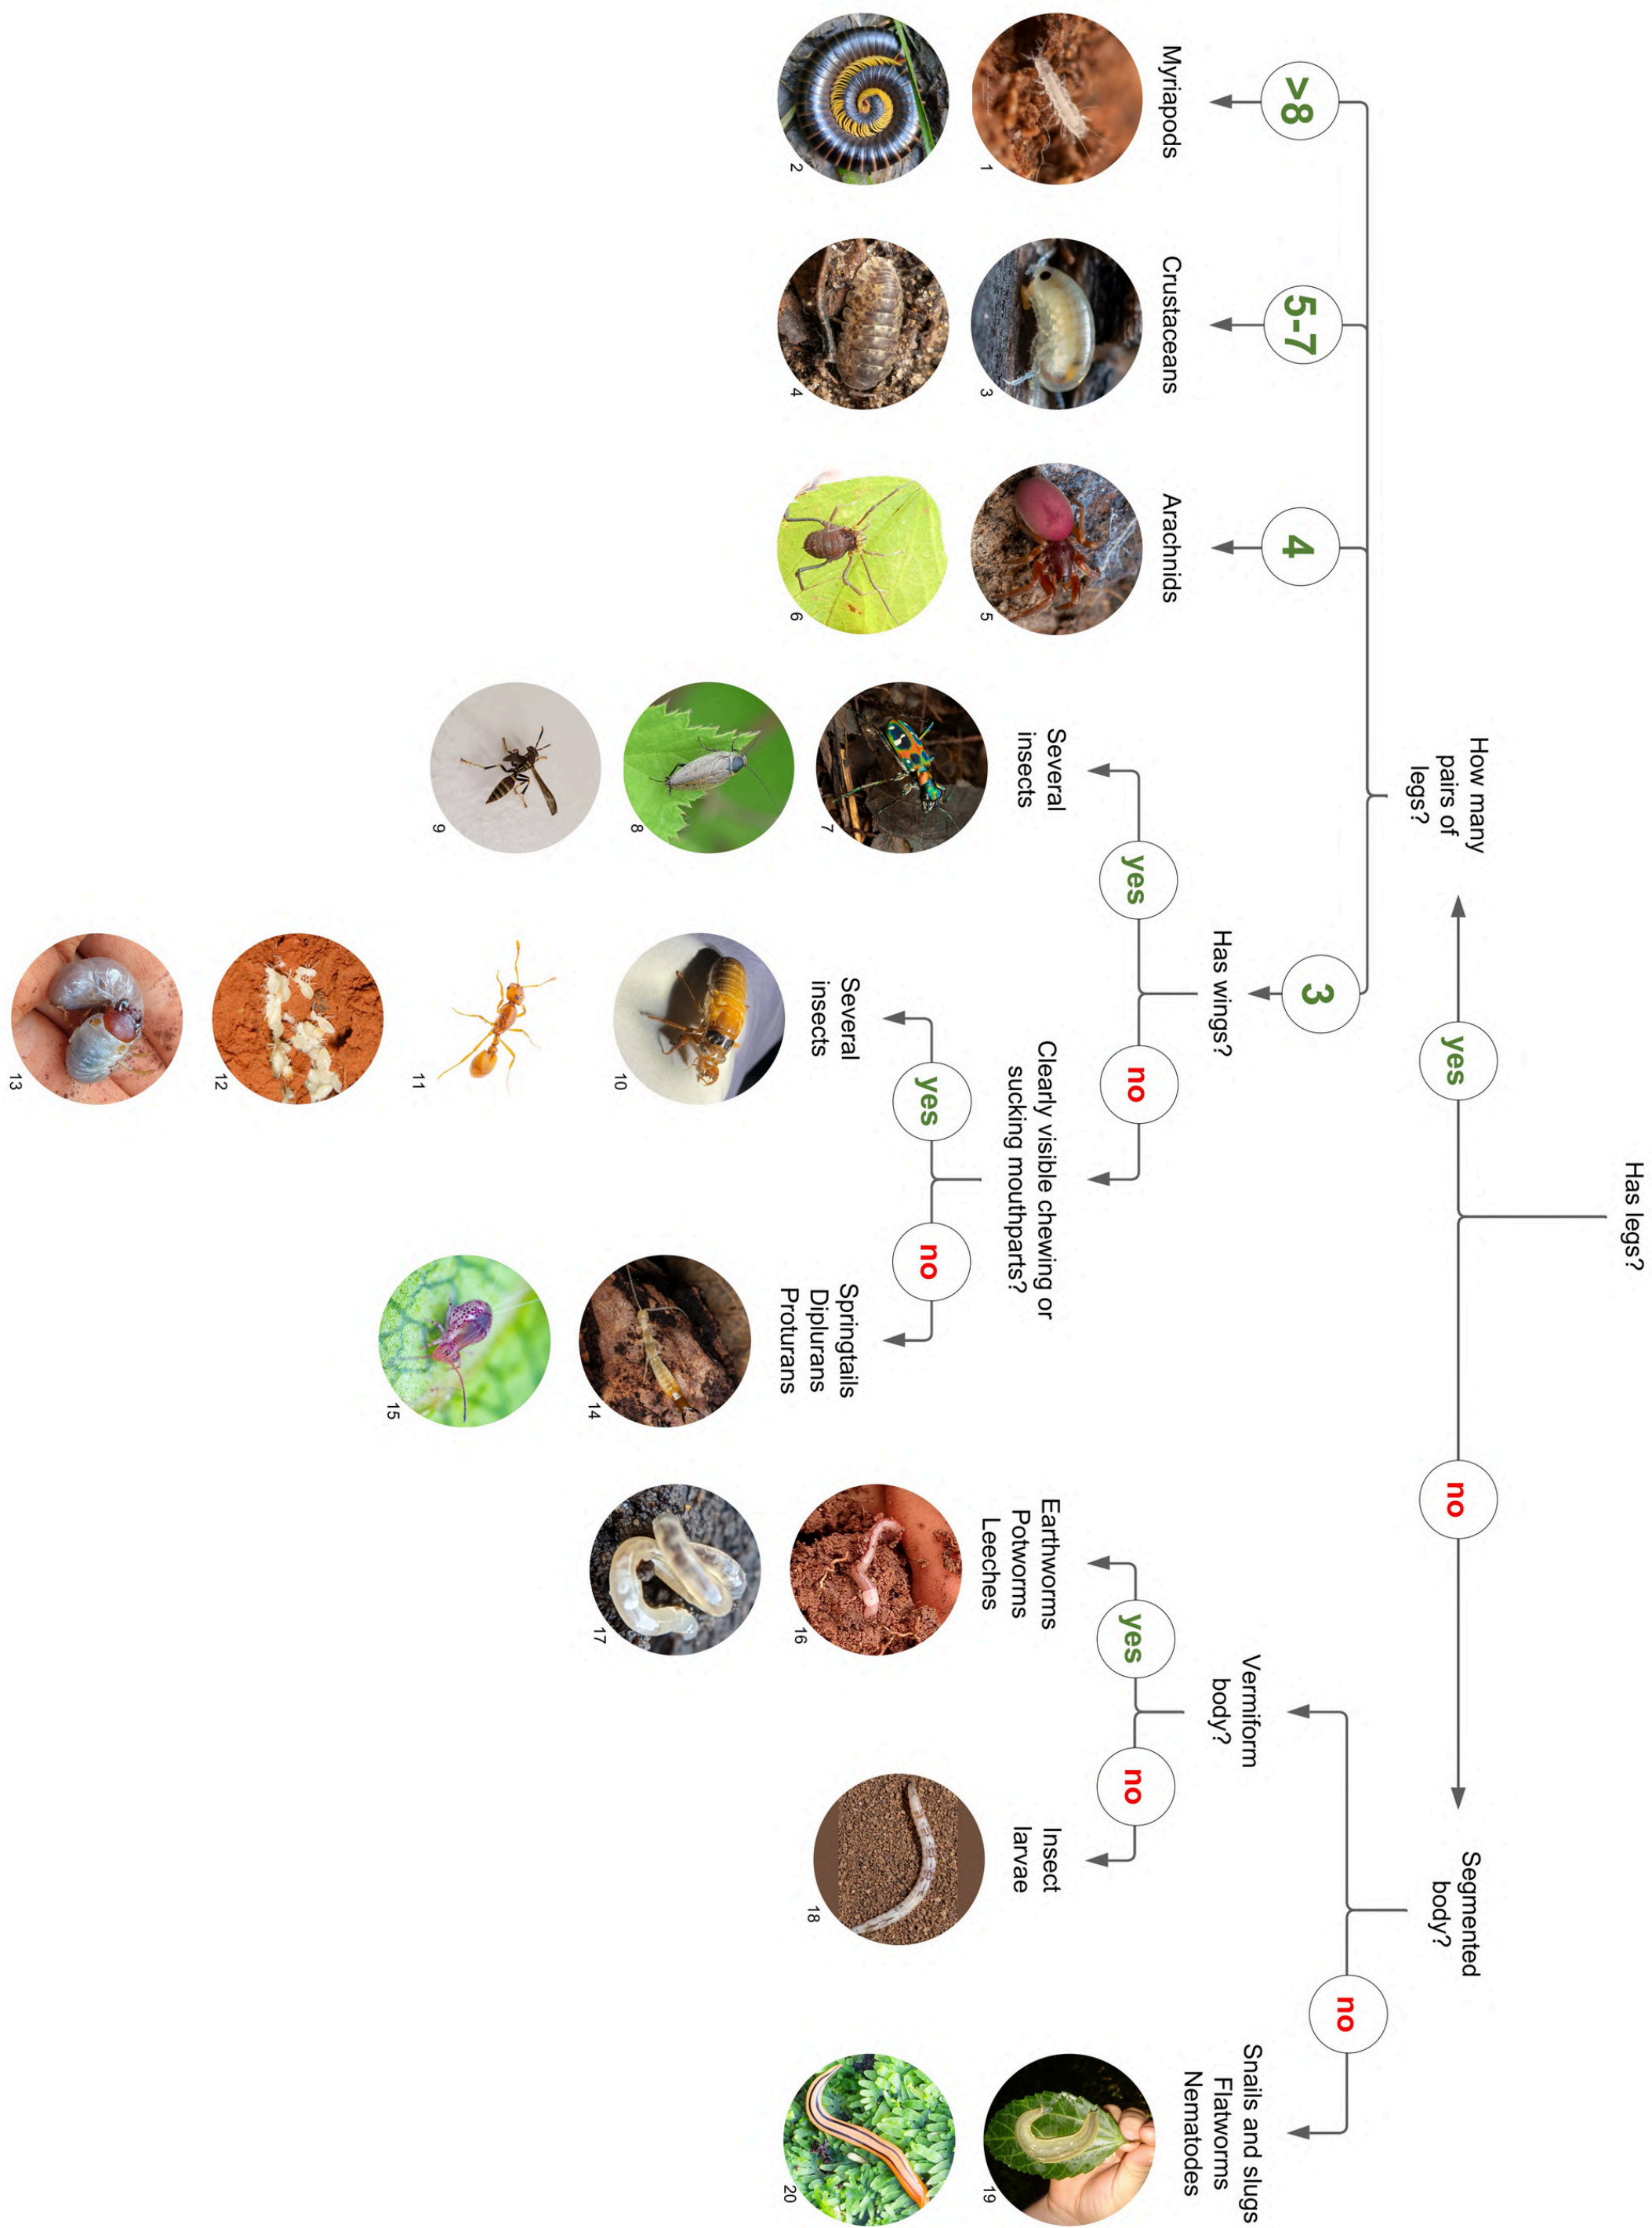 Has legs?
yes
no
How many
pairs of
legs?
Segmented
body?
>8
5-7
4
3
no
Myriapods
Crustaceans
Arachnids
Has wings?
Vermiform
body?
Snails and slugs
Flatworms
Nematodes
yes
no
yes
no
Several
insects
Clearly visible chewing or
sucking mouthparts?
Earthworms
Potworms
Leeches
Insect
larvae
yes
no
Several
insects
Springtails
Diplurans
Proturans
1
2
3
4
5
6
7
8
9
10
11
12
13
14
15
16
17
18
19
20